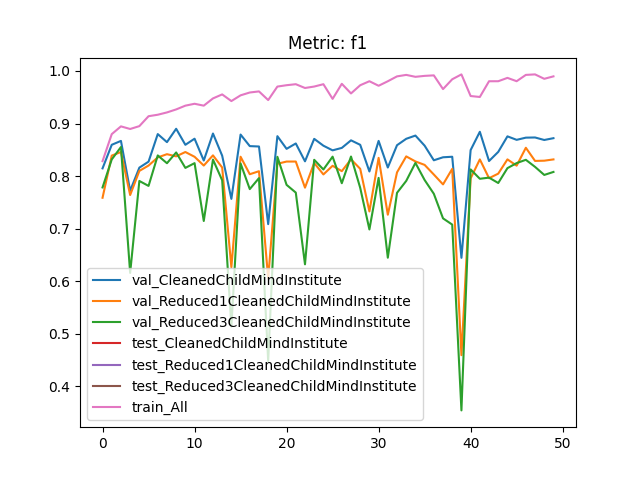 Metric: f1
1.0
0.9
0.8
0.7
0.6
0.5
0.4
val_CleanedChildMindInstitute
val_Reduced1CleanedChildMindInstitute
val_Reduced3CleanedChildMindInstitute
test_CleanedChildMindInstitute
test_Reduced1CleanedChildMindInstitute
test_Reduced3CleanedChildMindInstitute
train_All
0 10 20 30 40 50